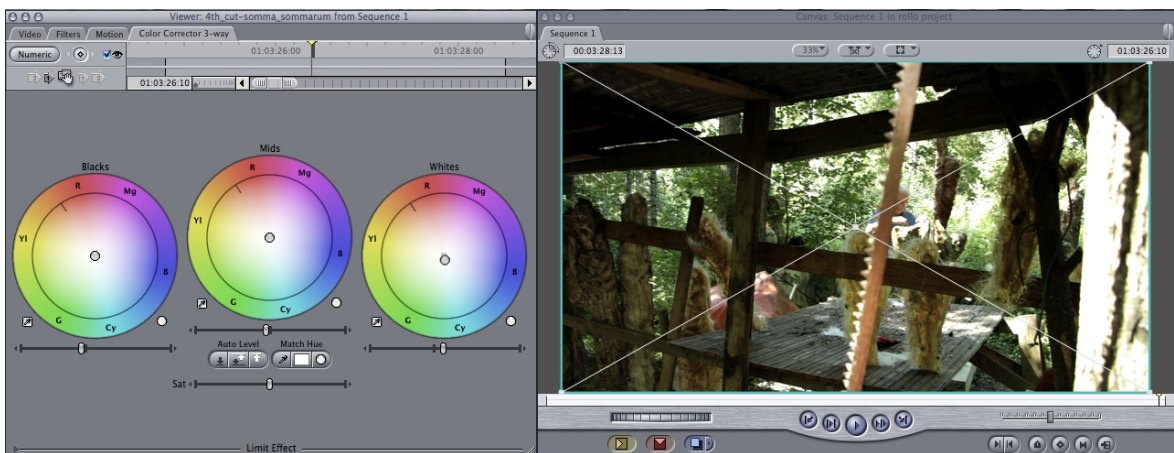 Viewer: 4th_cut-somma_sommarum from Sequence 1
Video Filters Motion Color Corrector 3-way
Numeric
01:03:26:00 01:03:28:00
01:03:26:10
Blacks
R
Mg
Yl
B
G
Cy
Mids
R
Mg
Yl
B
G
Cy
Whites
R
Mg
Yl
B
G
Cy
Auto Level
Match Hue
Sat
Limit Effect
Canvas: Sequence 1 in rollo project
Sequence 1
00:03:28:13
33%
01:03:26:10